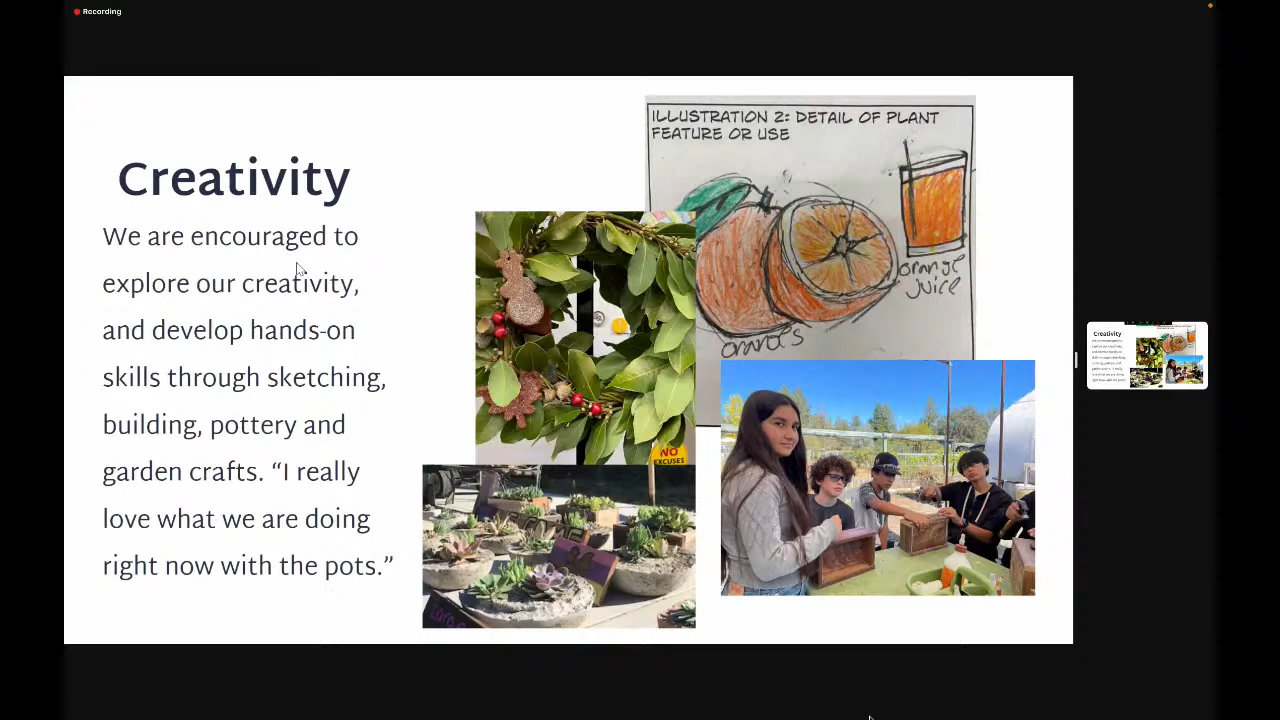 Recording
Creativity
We are encouraged to
explore our creativity,
and develop hands-on
skills through sketching,
building, pottery and
garden crafts. “I really
love what we are doing
right now with the pots.”
ILLUSTRATION 2: DETAIL OF PLANT
FEATURE OR USE
orange
juice
oranges
NO
EXCUSES